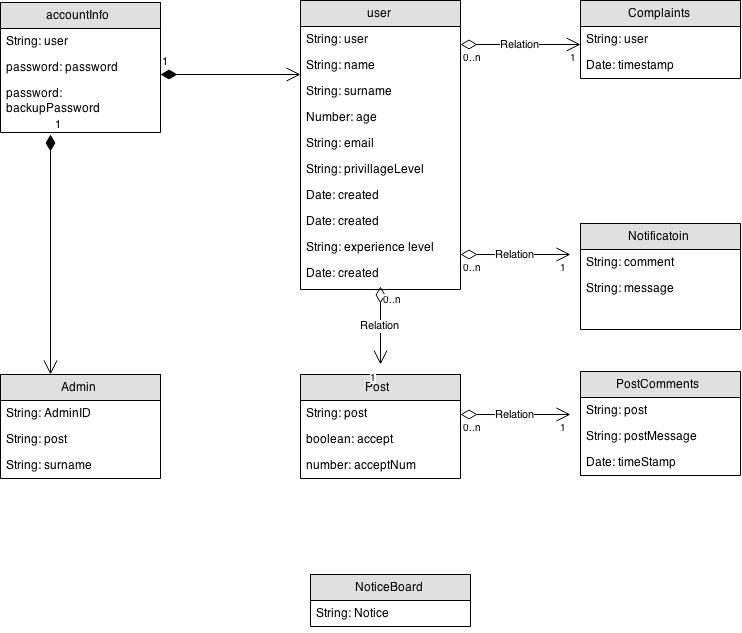 accountInfo
String: user
password: password
password:
backupPassword
1
1
user
String: user
String: name
String: surname
Number: age
String: email
String: privillageLevel
Date: created
Date: created
String: experience level
Date: created
Relation
0..n
1
Complaints
String: user
Date: timestamp
Relation
0..n
1
Notificatoin
String: comment
String: message
0..n
Relation
1
Admin
String: AdminID
String: post
String: surname
Post
String: post
boolean: accept
number: acceptNum
Relation
0..n
1
PostComments
String: post
String: postMessage
Date: timeStamp
NoticeBoard
String: Notice